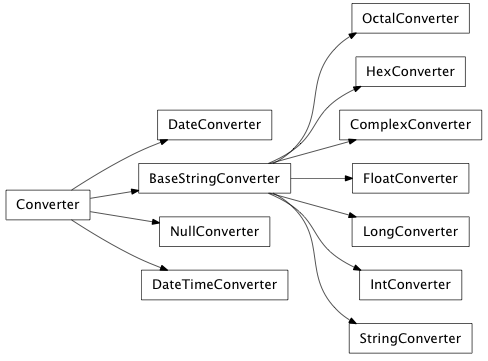 OctalConverter
HexConverter
DateConverter
ComplexConverter
BaseStringConverter
FloatConverter
Converter
NullConverter
LongConverter
DateTimeConverter
IntConverter
StringConverter